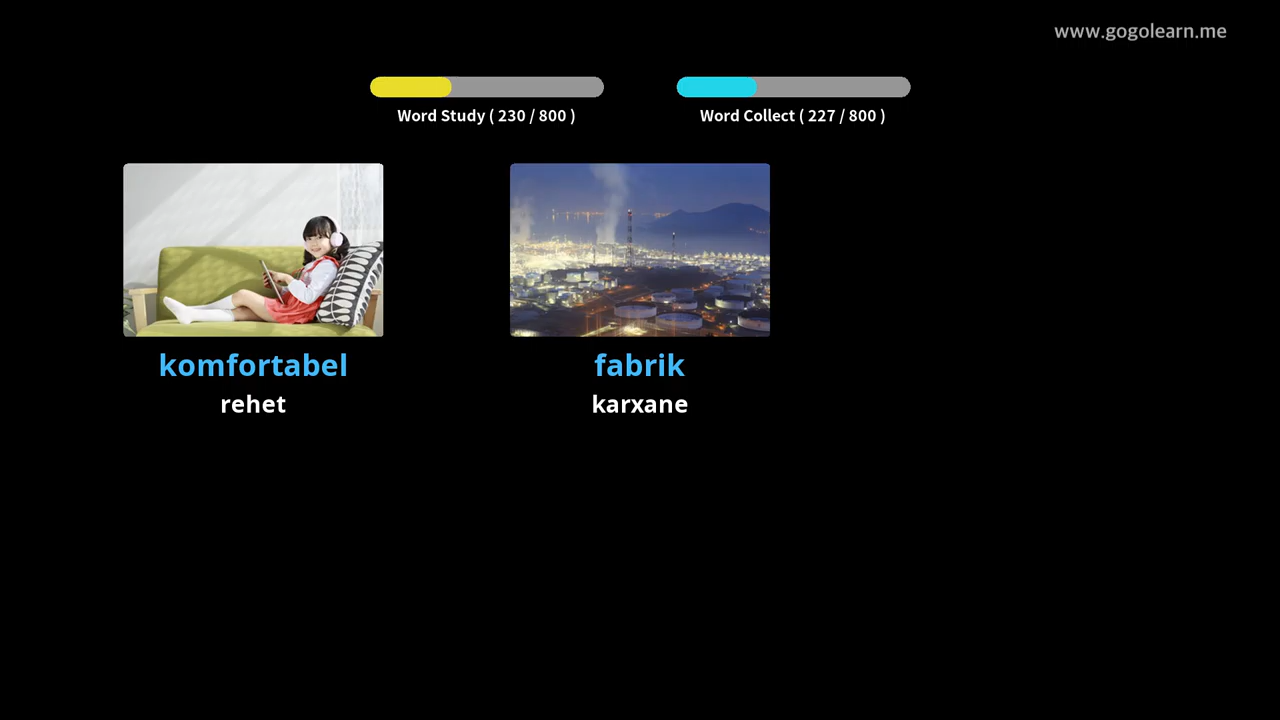 www.gogolearn.me
Word Study ( 230 / 800 )
Word Collect ( 227 / 800 )
komfortabel
rehet
fabrik
karxane